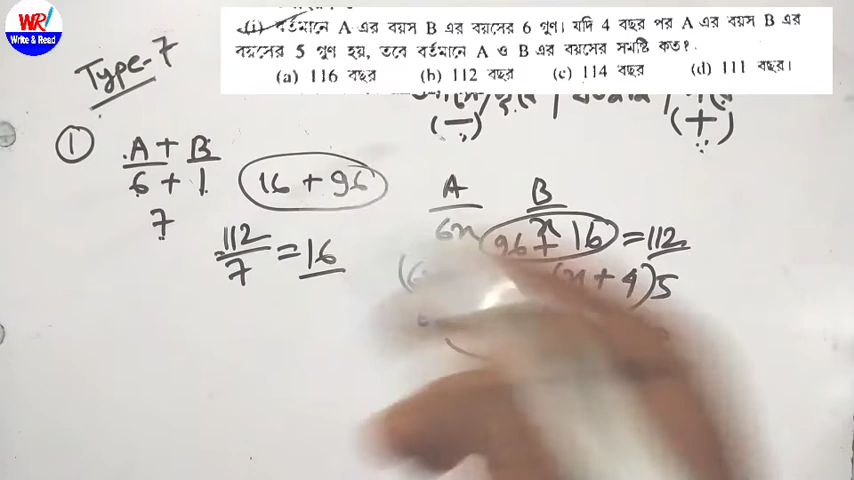 WR
Write & Read
(i) বর্তমানে A এর বয়স B এর বয়সের 6 গুণ। যদি 4 বছর পর A এর বয়স B এর
বয়সের 5 গুণ হয়, তবে বর্তমানে A ও B এর বয়সের সমষ্টি কত?
(a) 116 বছর (b) 112 বছর (c) 114 বছর (d) 111 বছর।
Type-7
(−) (+)
1
A + B
6 + 1
7
16 + 96
112/7 = 16
A B
6x x
96 + 16 = 112
(x + 4)5